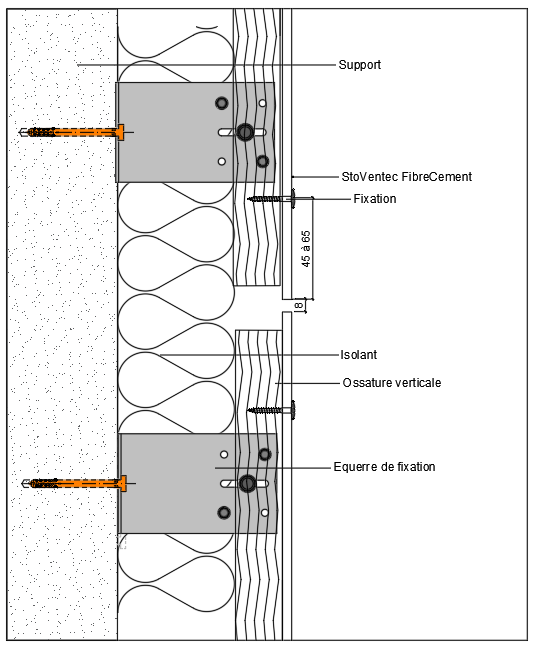 Support
StoVentec FibreCement
Fixation
45 à 65
8
Isolant
Ossature verticale
Equerre de fixation